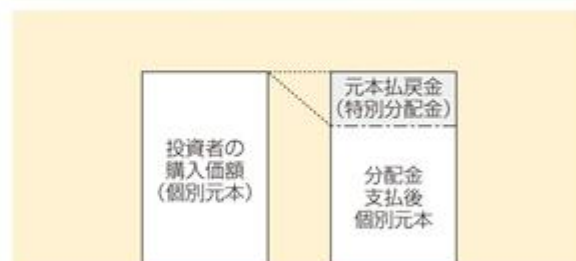 投資者の
購入価額
(個別元本)
元本払戻金
(特別分配金)
分配金
支払後
個別元本